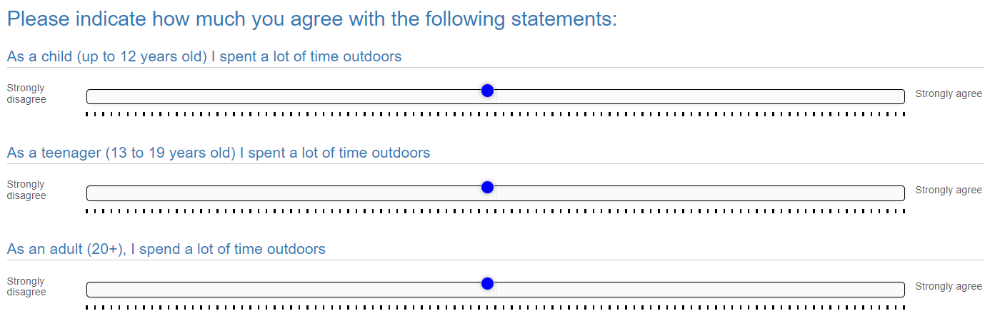 Please indicate how much you agree with the following statements:
As a child (up to 12 years old) I spent a lot of time outdoors
Strongly
disagree
Strongly agree
As a teenager (13 to 19 years old) I spent a lot of time outdoors
Strongly
disagree
Strongly agree
As an adult (20+), I spend a lot of time outdoors
Strongly
disagree
Strongly agree